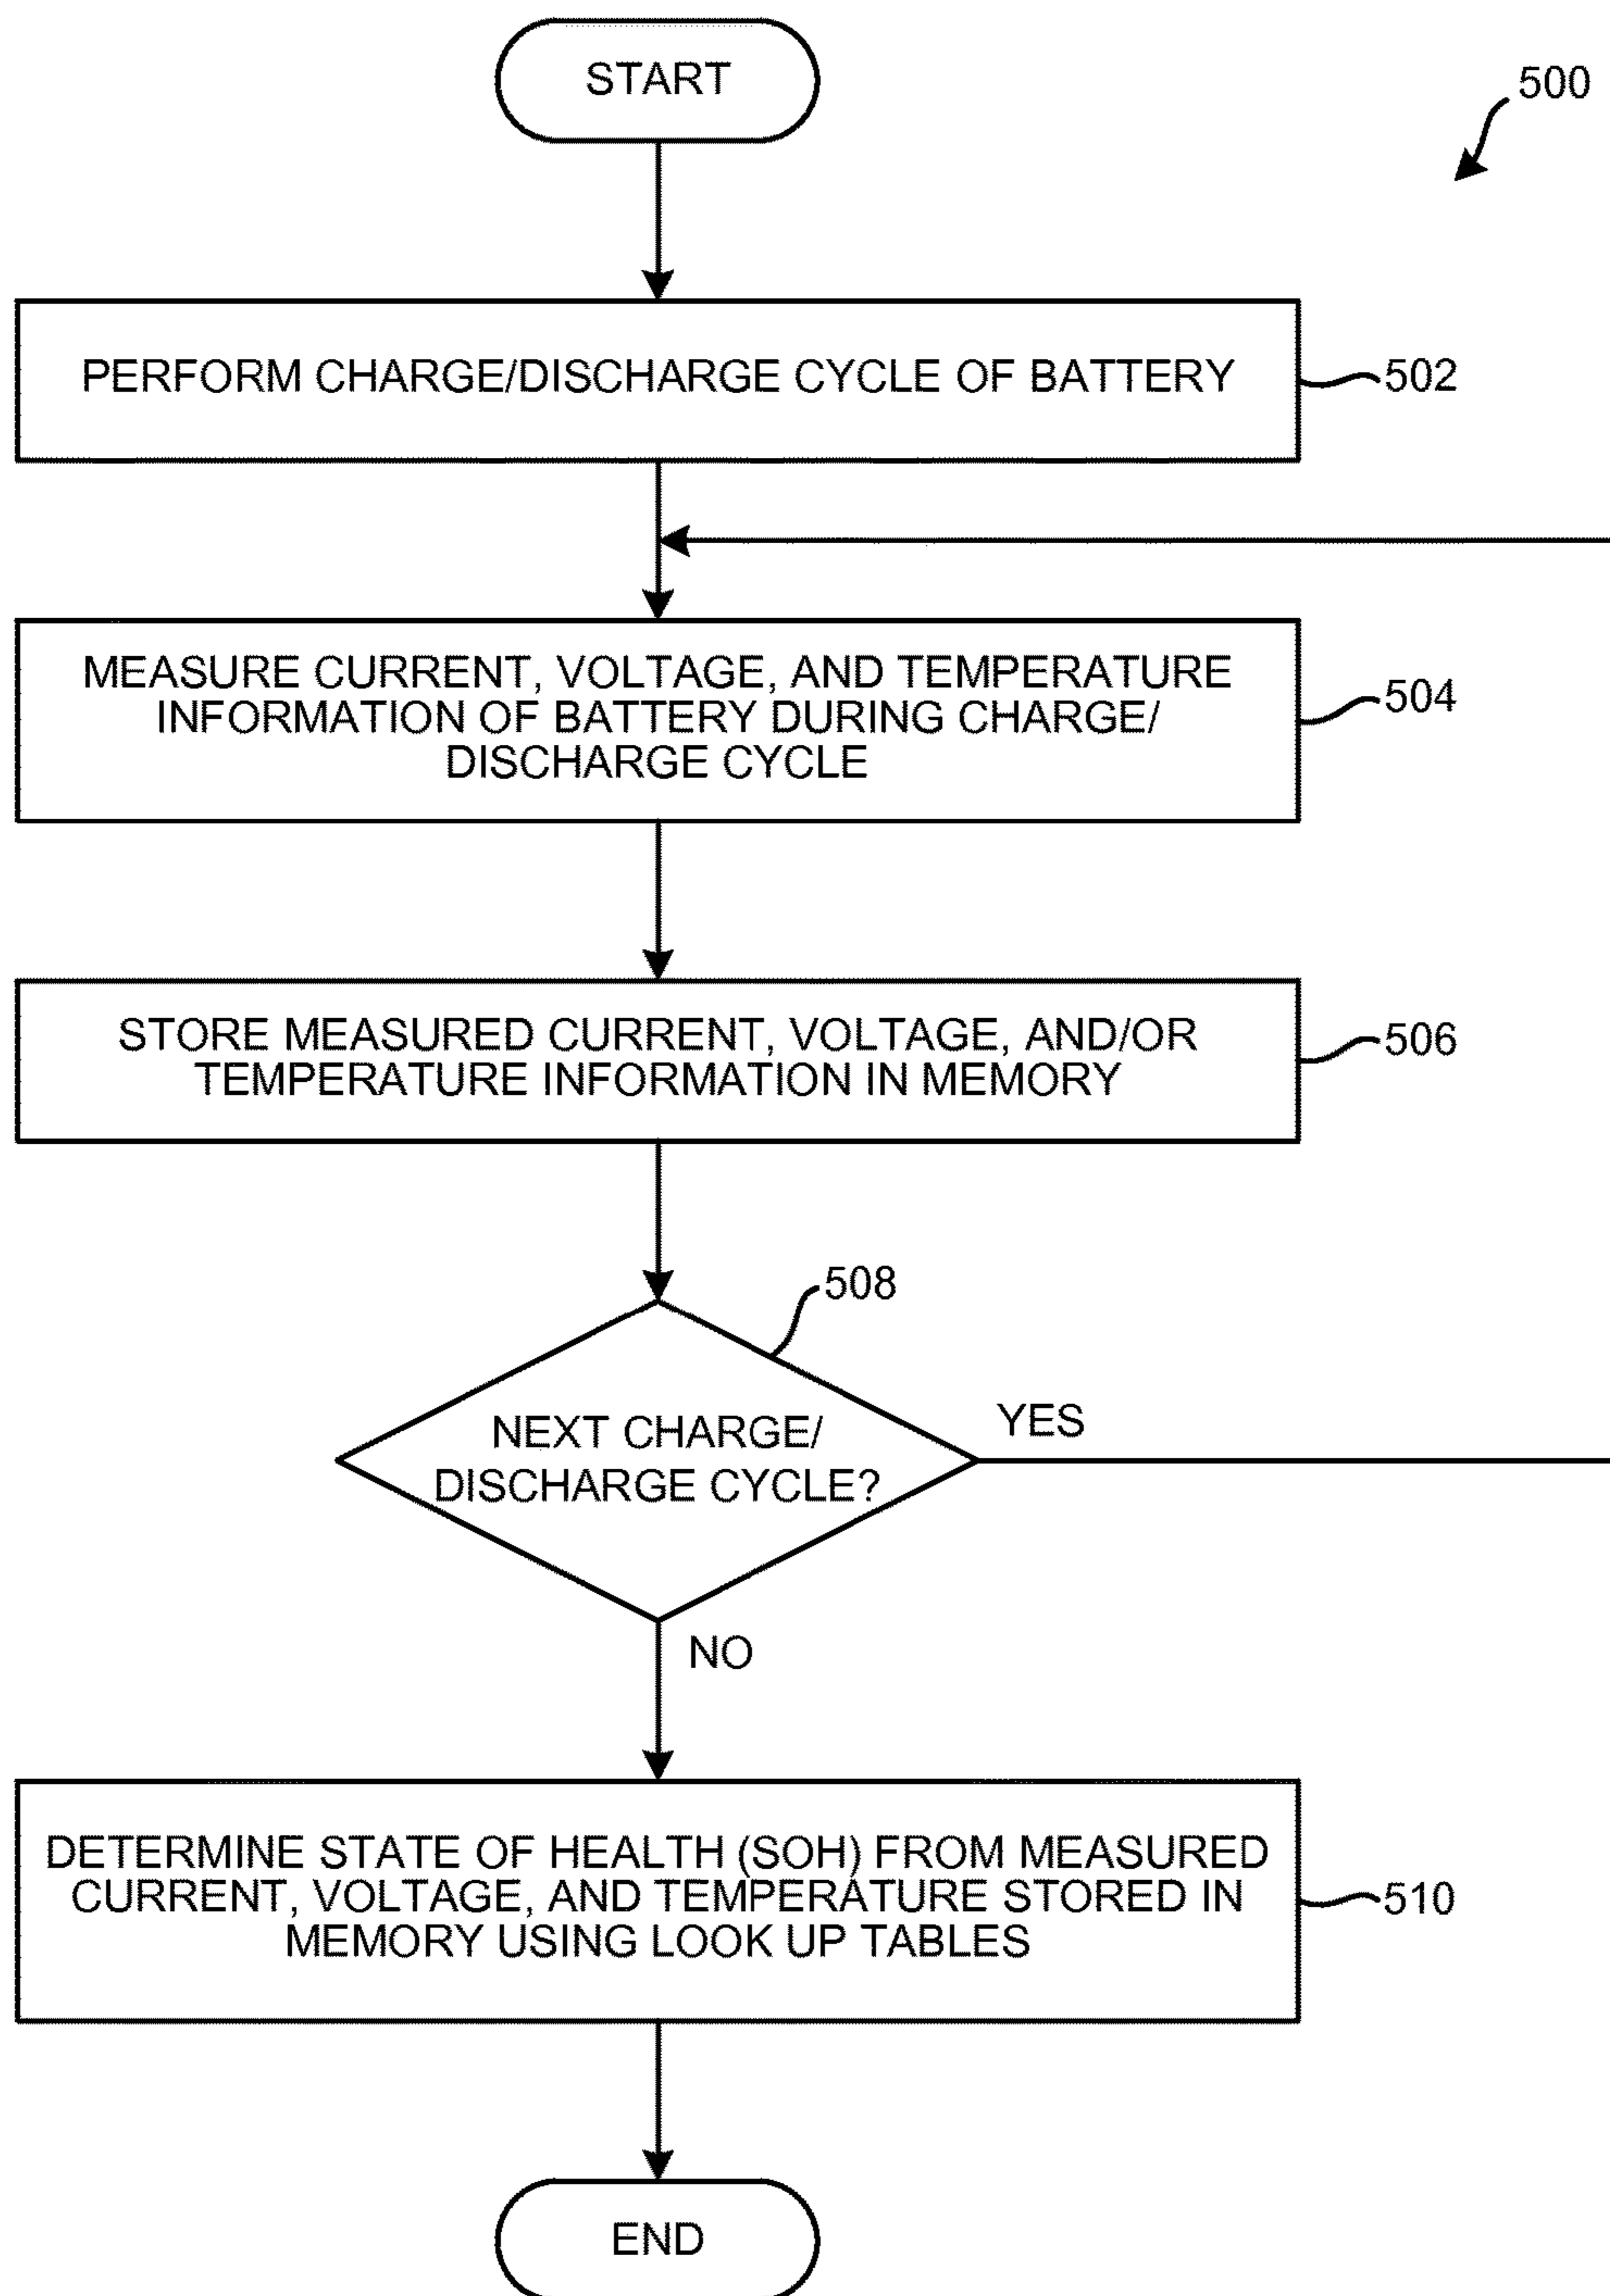 START
500
PERFORM CHARGE/DISCHARGE CYCLE OF BATTERY
502
MEASURE CURRENT, VOLTAGE, AND TEMPERATURE
INFORMATION OF BATTERY DURING CHARGE/
DISCHARGE CYCLE
504
STORE MEASURED CURRENT, VOLTAGE, AND/OR
TEMPERATURE INFORMATION IN MEMORY
506
508
NEXT CHARGE/
DISCHARGE CYCLE?
YES
NO
DETERMINE STATE OF HEALTH (SOH) FROM MEASURED
CURRENT, VOLTAGE, AND TEMPERATURE STORED IN
MEMORY USING LOOK UP TABLES
510
END